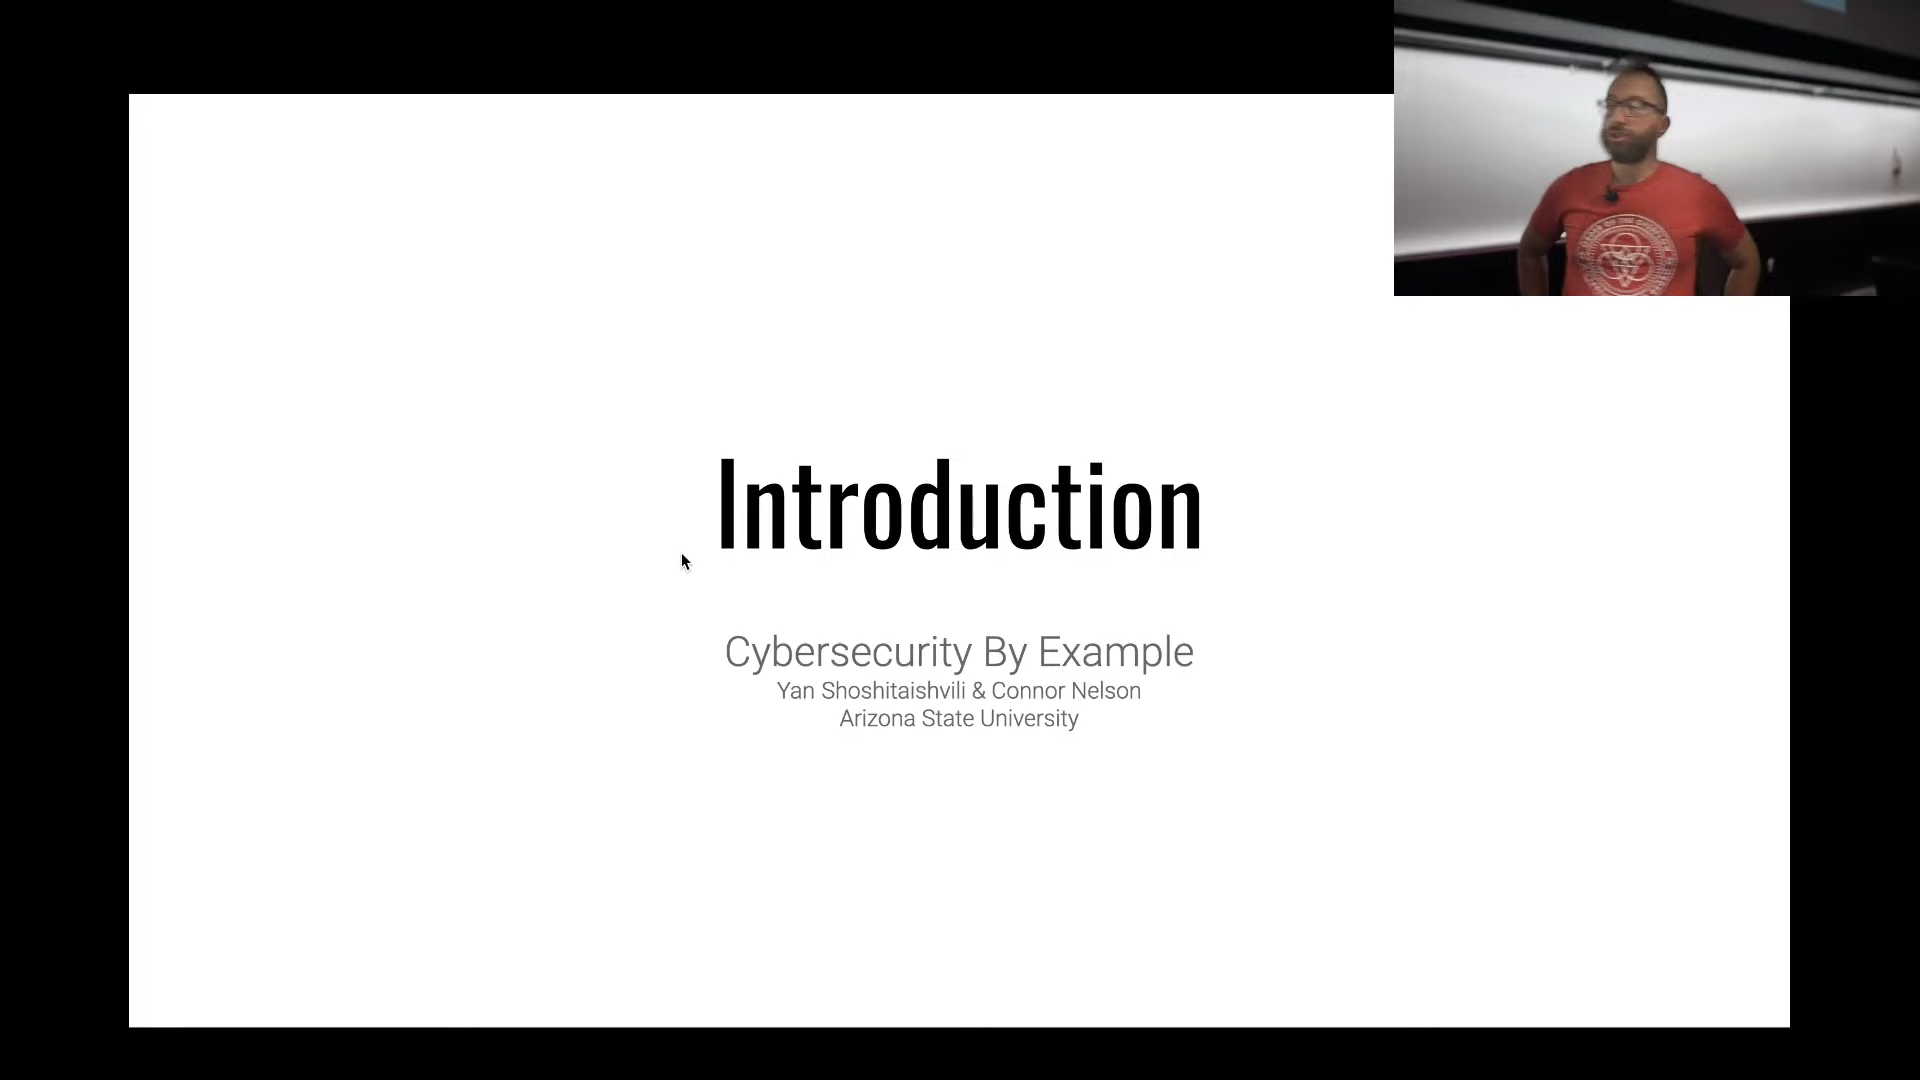 Introduction
Cybersecurity By Example
Yan Shoshitaishvili & Connor Nelson
Arizona State University